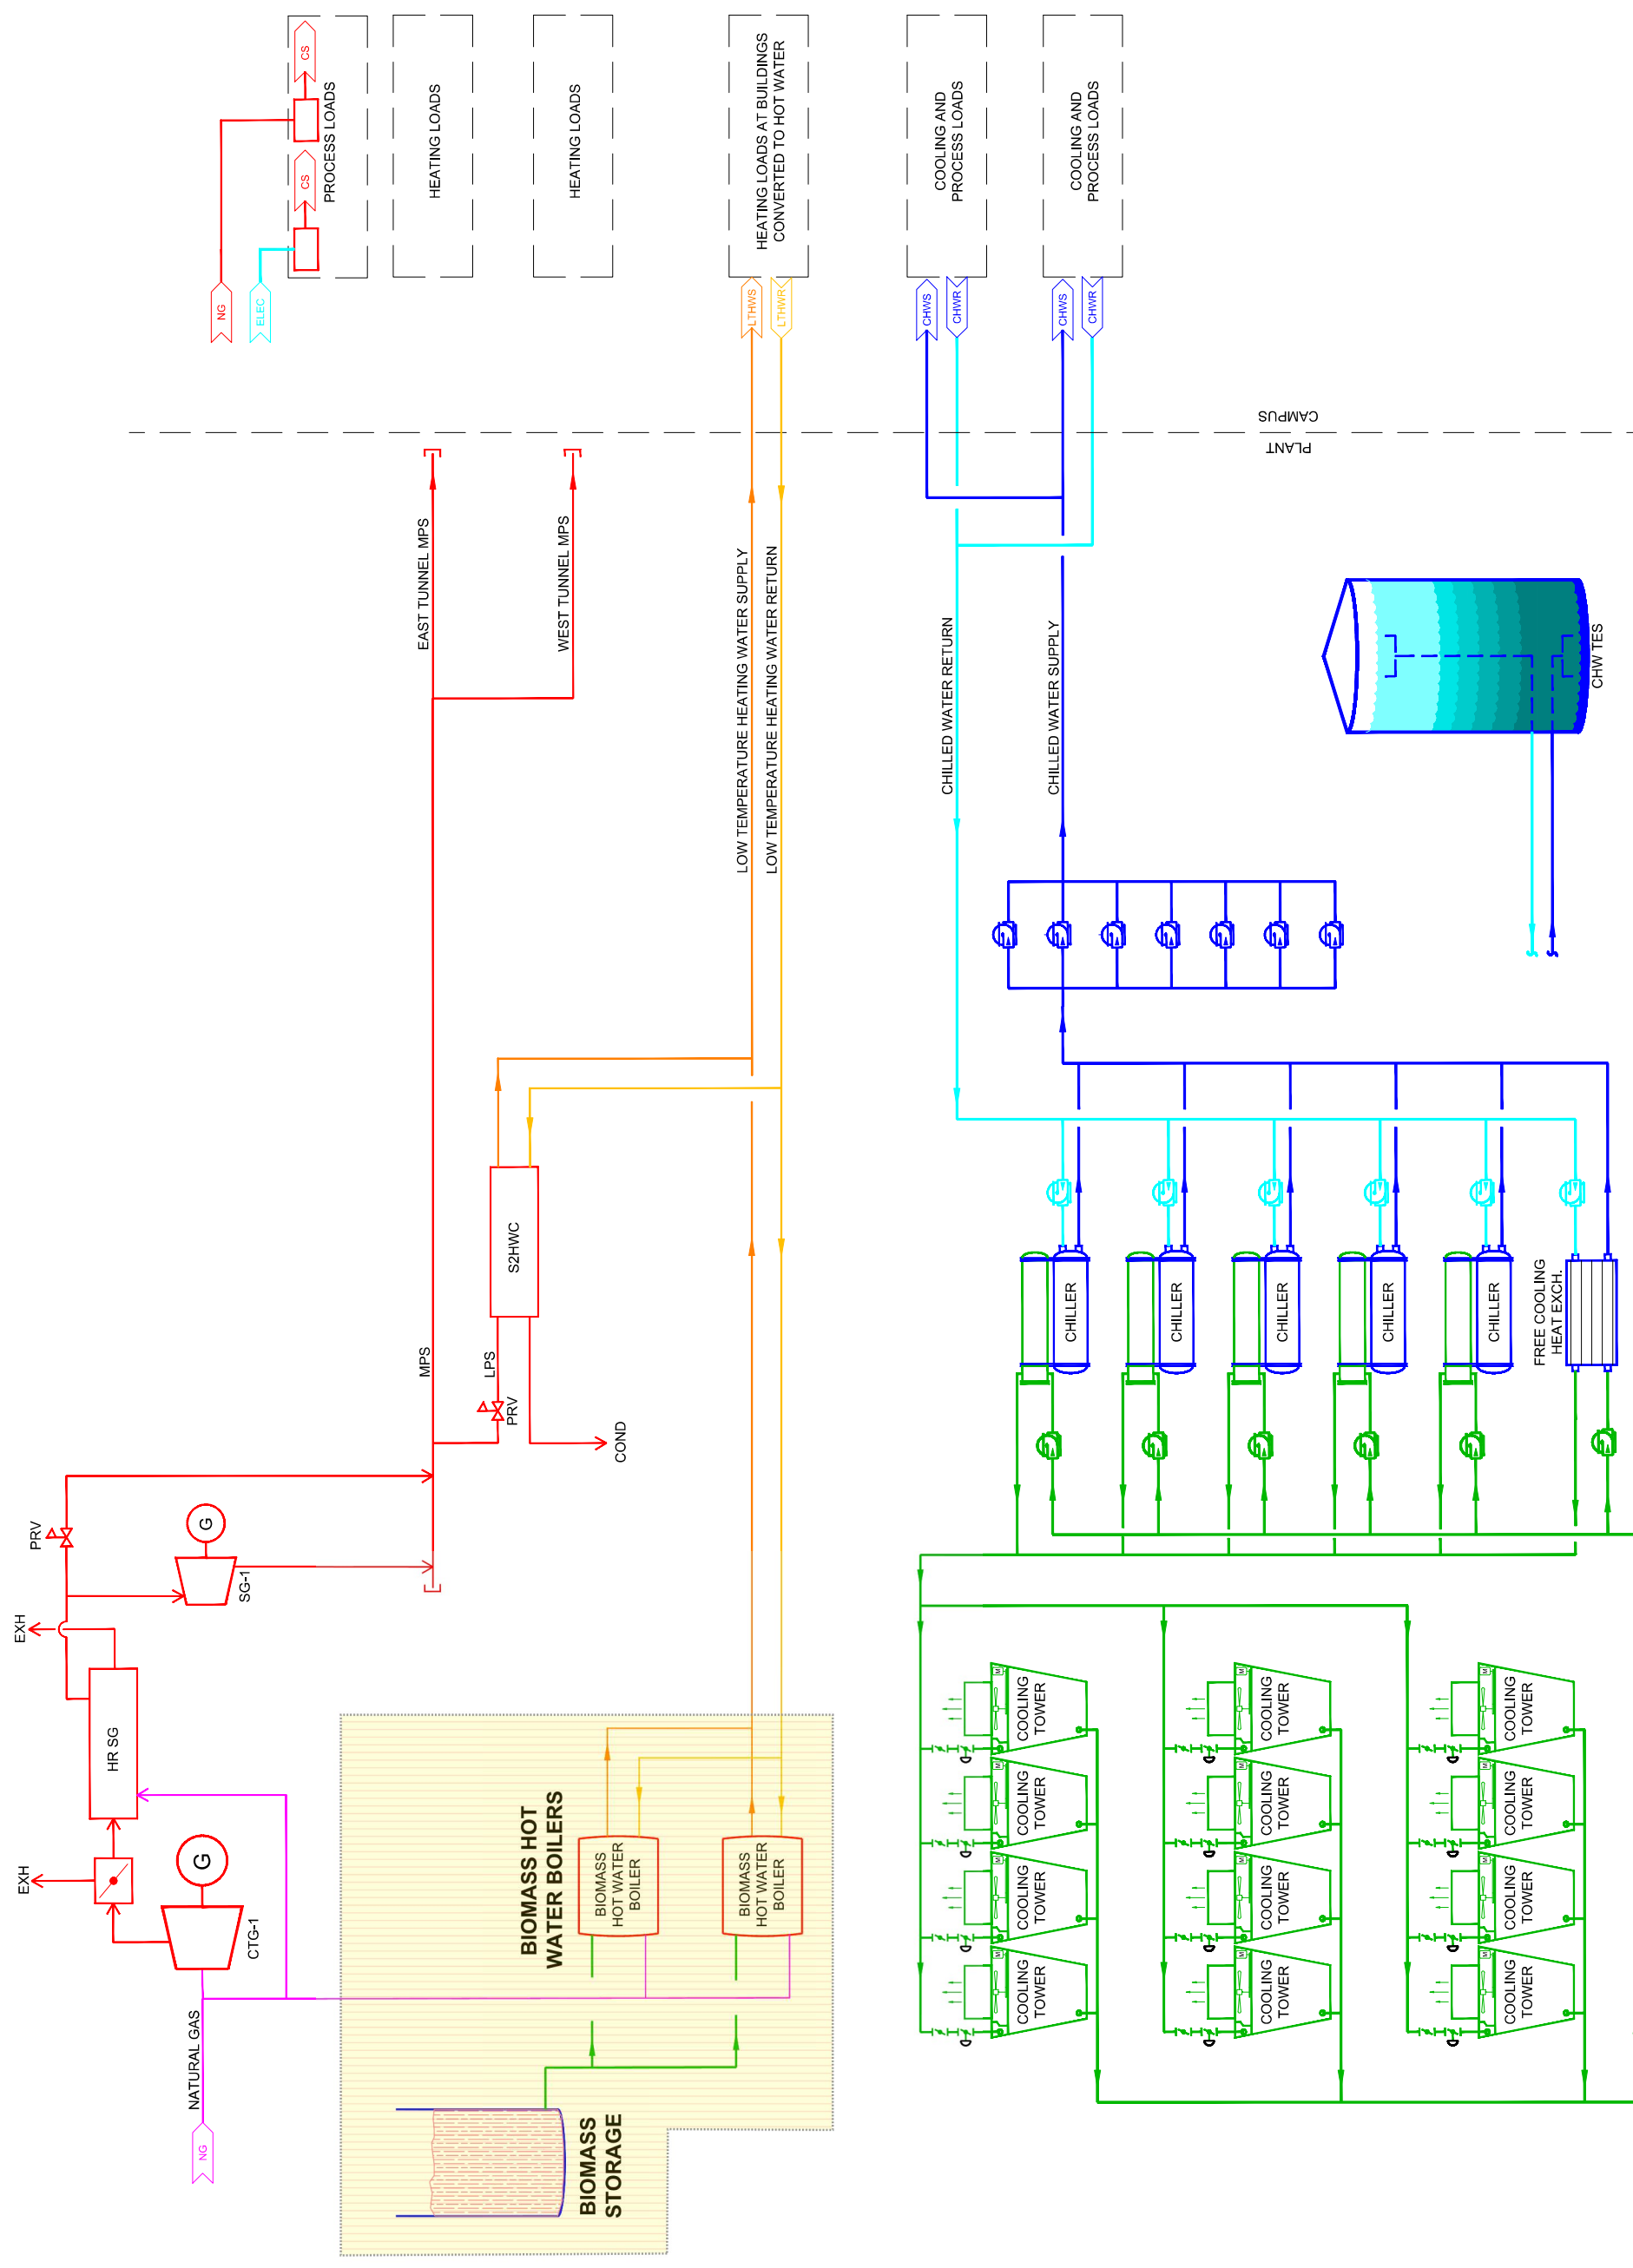 NG
NATURAL GAS
CTG-1
G
EXH
HR SG
EXH
PRV
SG-1
G
MPS
LPS
PRV
COND
S2HWC
EAST TUNNEL MPS
WEST TUNNEL MPS
NG
ELEC
CS
CS
PROCESS LOADS
HEATING LOADS
HEATING LOADS
BIOMASS
STORAGE
BIOMASS HOT
WATER BOILERS
BIOMASS
HOT WATER
BOILER
BIOMASS
HOT WATER
BOILER
LOW TEMPERATURE HEATING WATER SUPPLY
LOW TEMPERATURE HEATING WATER RETURN
LTHWS
LTHWR
HEATING LOADS AT BUILDINGS
CONVERTED TO HOT WATER
PLANT
CAMPUS
CHILLED WATER RETURN
CHILLED WATER SUPPLY
CHWS
CHWR
COOLING AND
PROCESS LOADS
CHWS
CHWR
COOLING AND
PROCESS LOADS
CHW TES
CHILLER
CHILLER
CHILLER
CHILLER
CHILLER
FREE COOLING
HEAT EXCH.
M
COOLING
TOWER
M
COOLING
TOWER
M
COOLING
TOWER
M
COOLING
TOWER
M
COOLING
TOWER
M
COOLING
TOWER
M
COOLING
TOWER
M
COOLING
TOWER
M
COOLING
TOWER
M
COOLING
TOWER
M
COOLING
TOWER
M
COOLING
TOWER